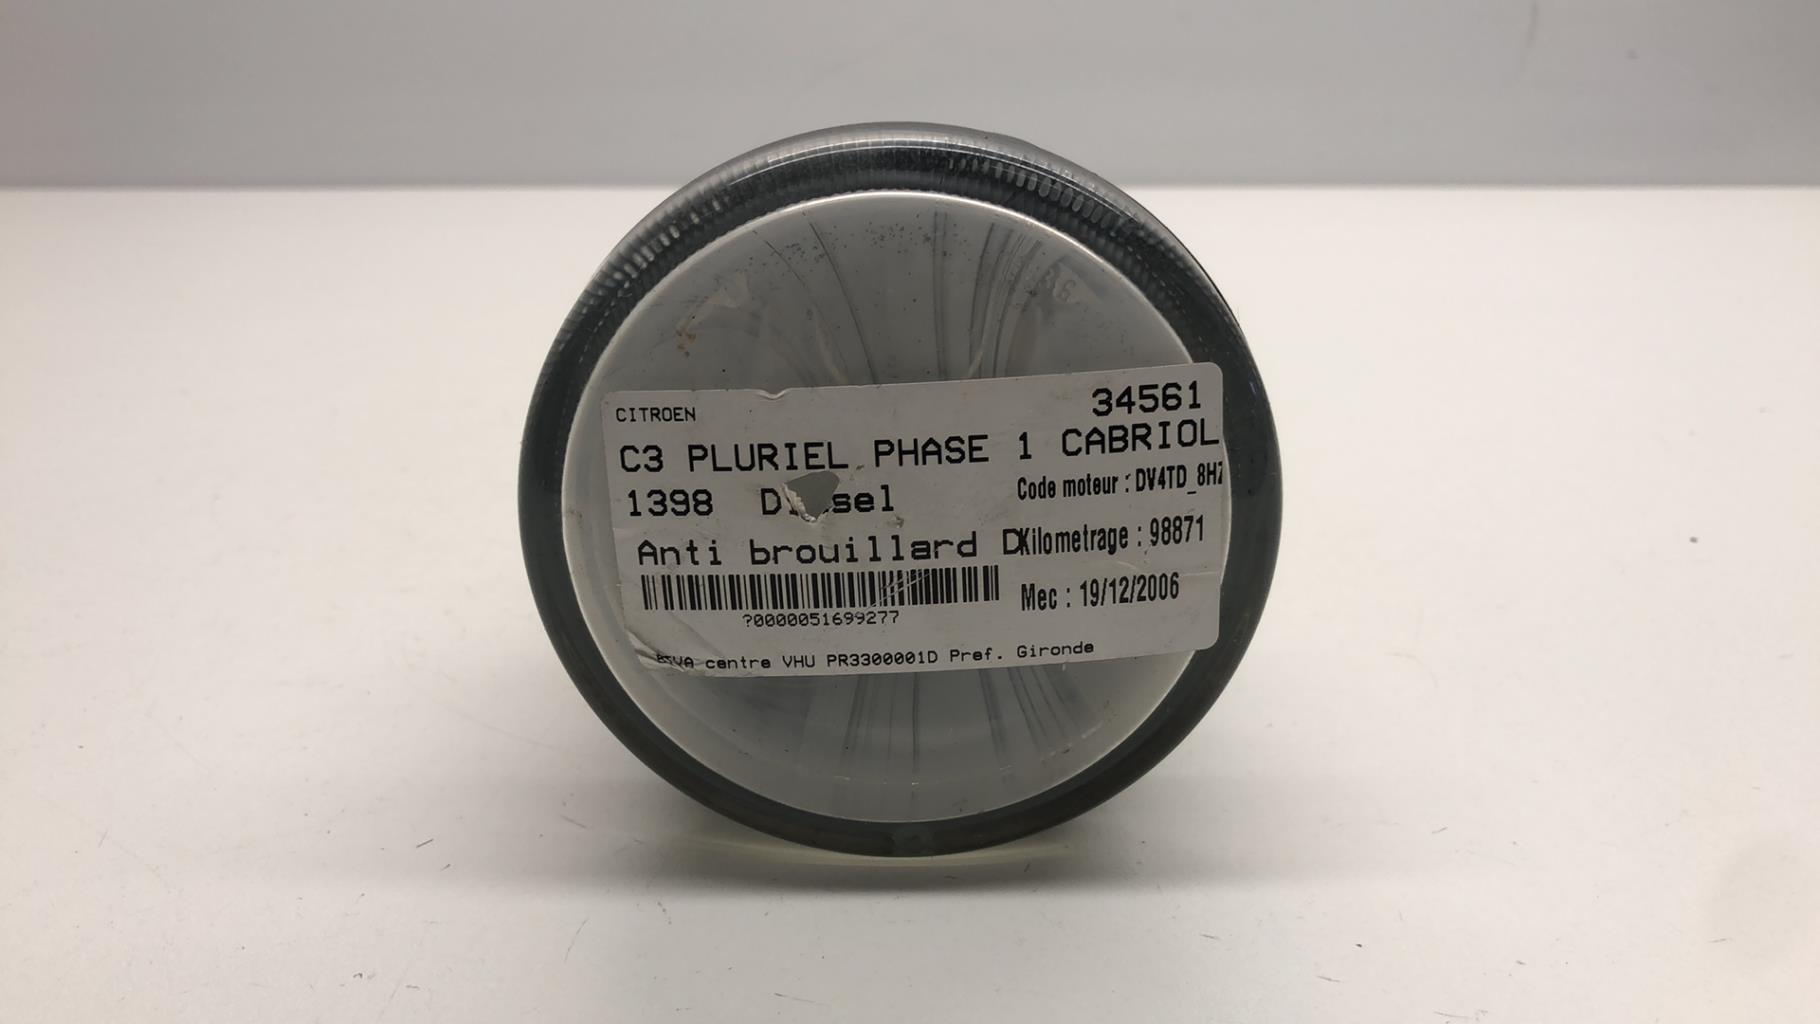 CITROEN 34561
C3 PLURIEL PHASE 1 CABRIOL
1398 Code moteur : DV4TD_8HZ
Anti brouillard D Kilometrage : 98871
Mec : 19/12/2006
?0000051699277
centre VHU PR3300001D Pref. Gironde